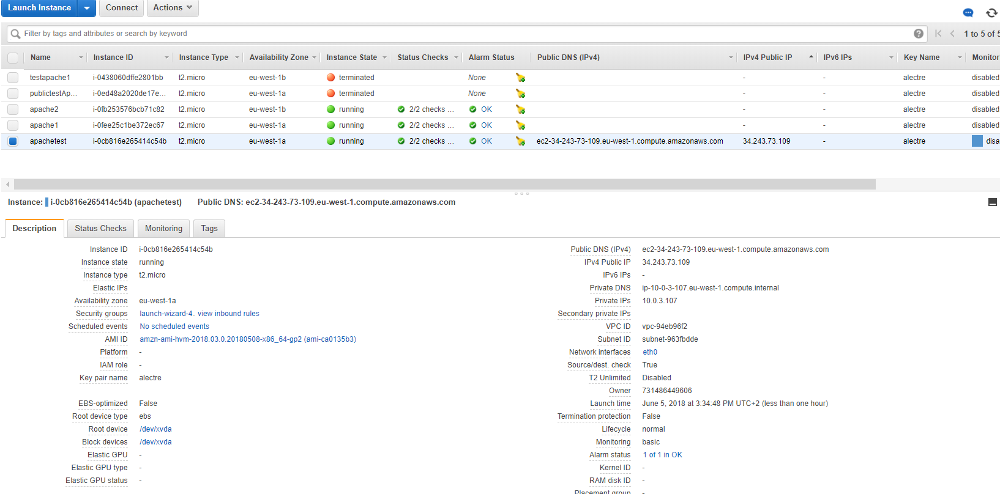 Launch Instance Connect Actions
Filter by tags and attributes or search by keyword 1 to 5 of 5
Name Instance ID Instance Type Availability Zone Instance State Status Checks Alarm Status Public DNS (IPv4) IPv4 Public IP IPv6 IPs Key Name Monitor
testapache1 i-0438060dffe2801bb t2.micro eu-west-1b terminated None - - alectre disabled
publictestAp... i-0ed48a2020de17e... t2.micro eu-west-1a terminated None - - alectre disabled
apache2 i-0fb253576bcb71c82 t2.micro eu-west-1b running 2/2 checks ... OK - - alectre disabled
apache1 i-0fee25c1be372ec67 t2.micro eu-west-1a running 2/2 checks ... OK - - alectre disabled
apachetest i-0cb816e265414c54b t2.micro eu-west-1a running 2/2 checks ... OK ec2-34-243-73-109.eu-west-1.compute.amazonaws.com 34.243.73.109 - alectre disa
Instance: i-0cb816e265414c54b (apachetest) Public DNS: ec2-34-243-73-109.eu-west-1.compute.amazonaws.com
Description Status Checks Monitoring Tags
Instance ID i-0cb816e265414c54b Public DNS (IPv4) ec2-34-243-73-109.eu-west-1.compute.amazonaws.com
Instance state running IPv4 Public IP 34.243.73.109
Instance type t2.micro IPv6 IPs -
Elastic IPs Private DNS ip-10-0-3-107.eu-west-1.compute.internal
Availability zone eu-west-1a Private IPs 10.0.3.107
Security groups launch-wizard-4. view inbound rules Secondary private IPs
Scheduled events No scheduled events VPC ID vpc-94eb96f2
AMI ID amzn-ami-hvm-2018.03.0.20180508-x86_64-gp2 (ami-ca0135b3) Subnet ID subnet-963fbdde
Platform - Network interfaces eth0
IAM role - Source/dest. check True
Key pair name alectre T2 Unlimited Disabled
Owner 731486449606
EBS-optimized False Launch time June 5, 2018 at 3:34:48 PM UTC+2 (less than one hour)
Root device type ebs Termination protection False
Root device /dev/xvda Lifecycle normal
Block devices /dev/xvda Monitoring basic
Elastic GPU - Alarm status 1 of 1 in OK
Elastic GPU type - Kernel ID -
Elastic GPU status - RAM disk ID -
Placement group -